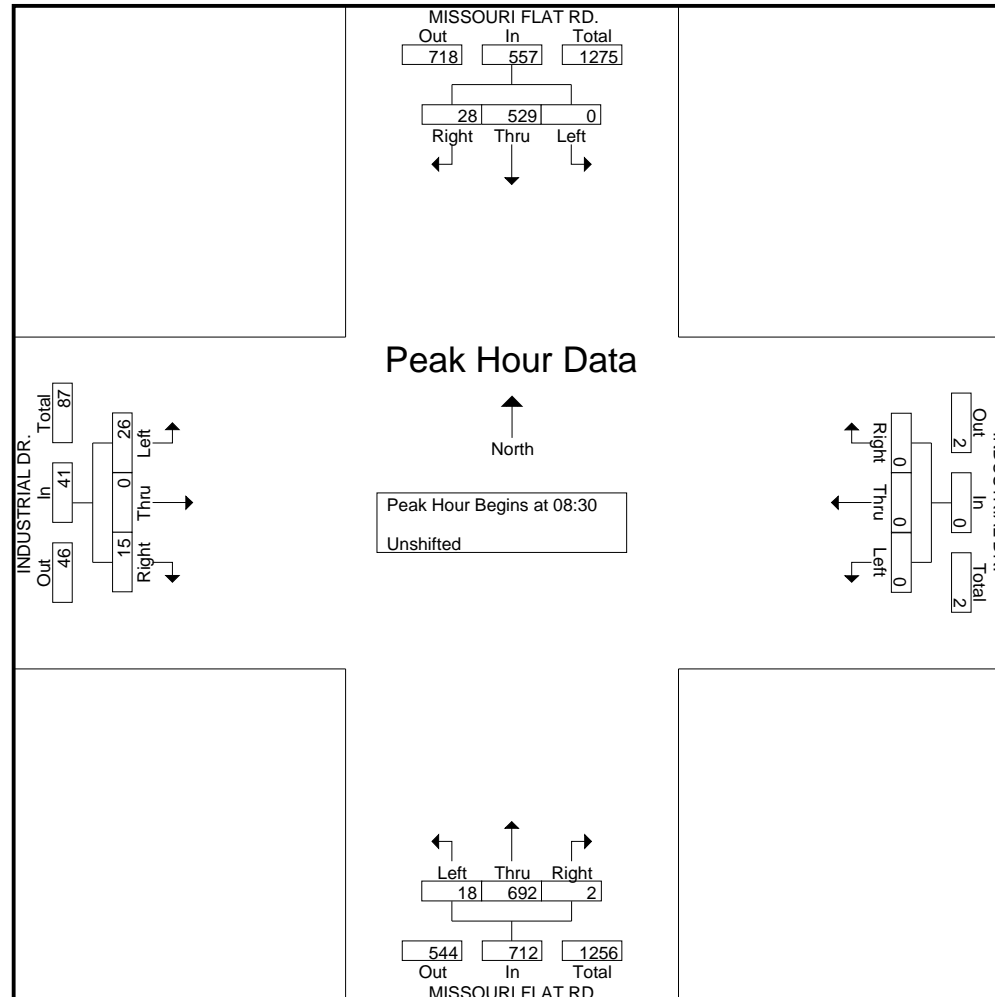 MISSOURI FLAT RD.
Out In Total
718 557 1275
28 529 0
Right Thru Left
Peak Hour Data
North
Peak Hour Begins at 08:30
Unshifted
INDUSTRIAL DR.
Total In Out
87 41 46
26 0 15
Left Thru Right
Right Thru Left
0 0 0
Out In Total
2 0 2
Left Thru Right
18 692 2
544 712 1256
Out In Total
MISSOURI FLAT RD.